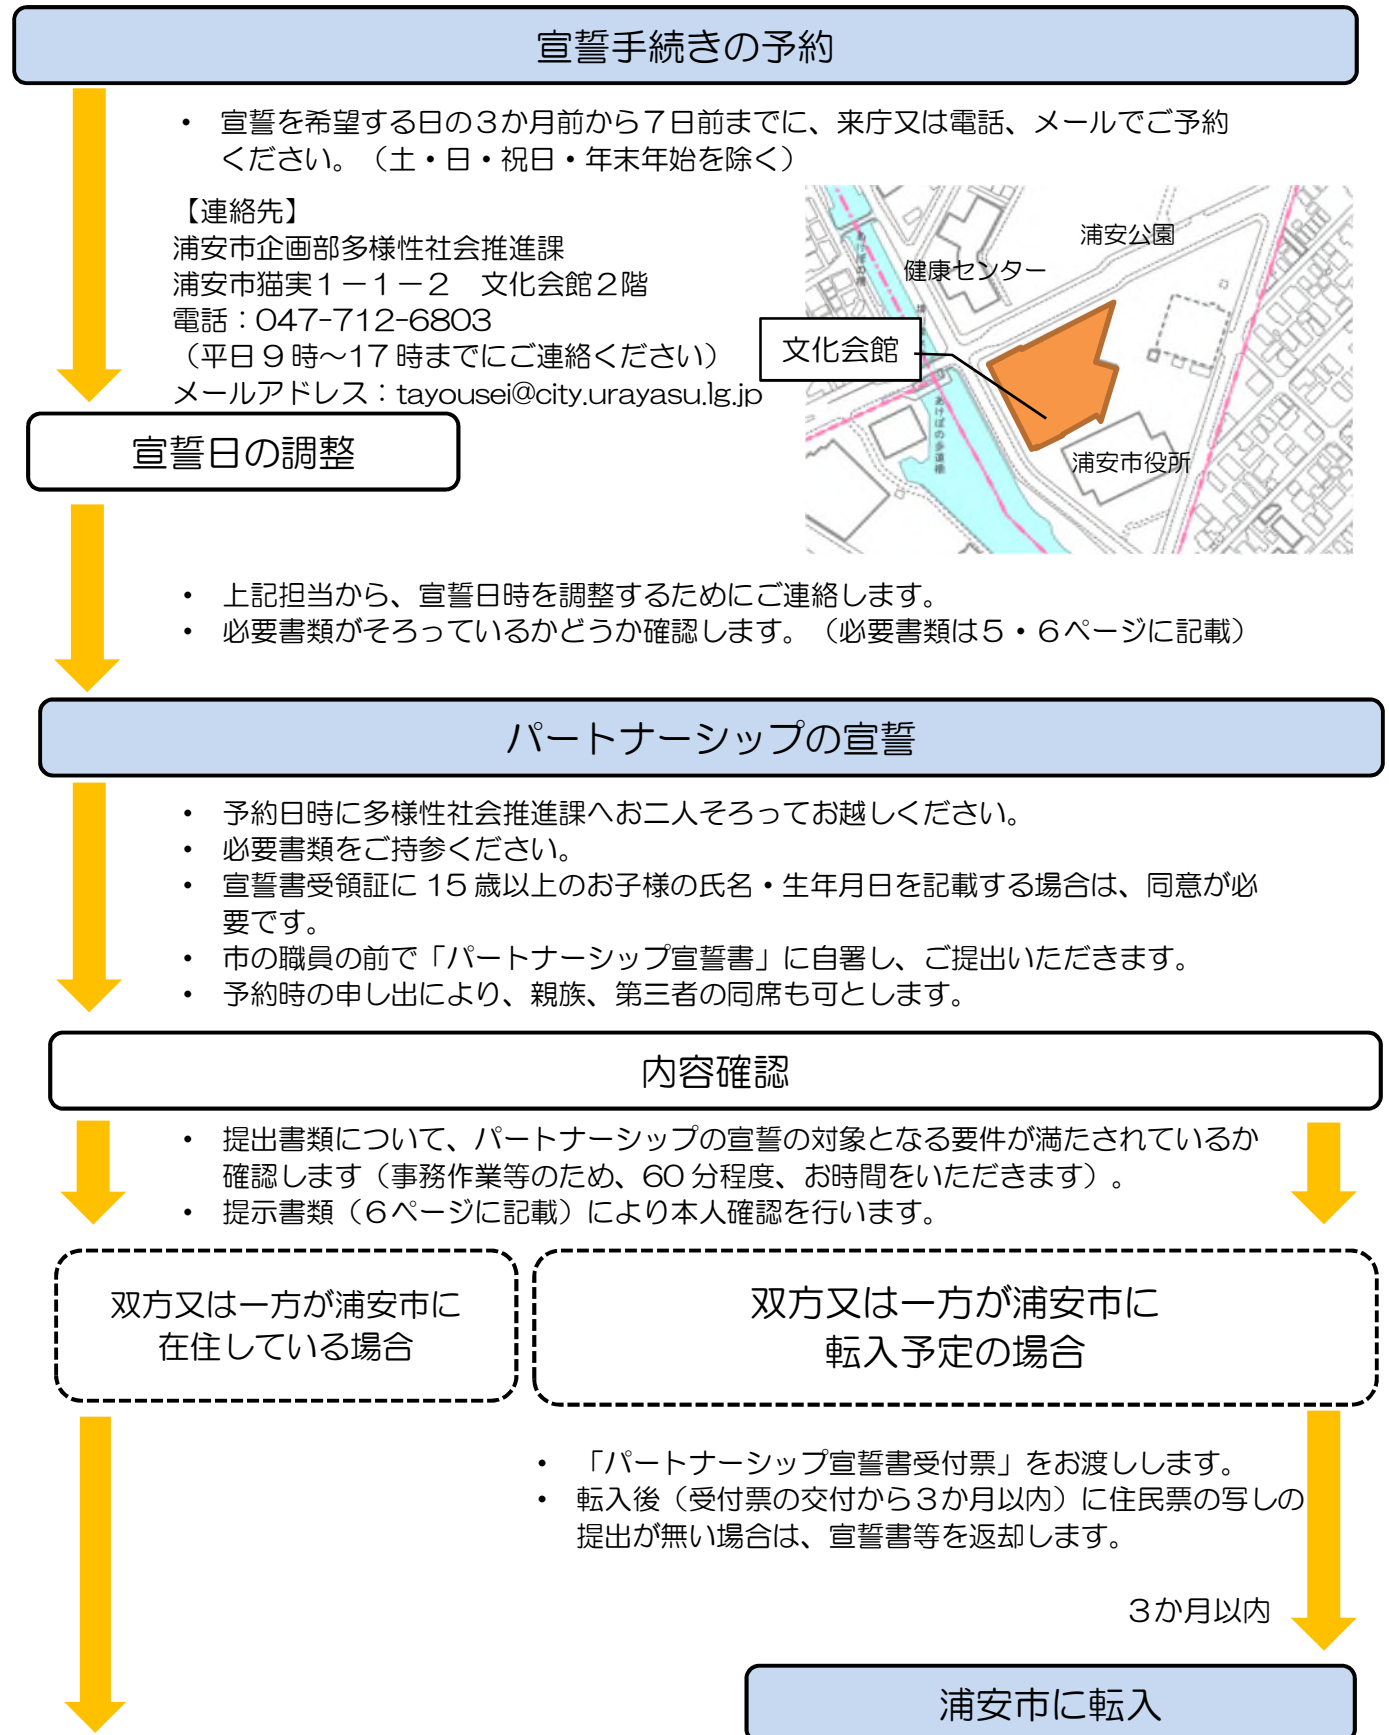 宣誓手続きの予約
・ 宣誓を希望する日の３か月前から７日前までに、来庁又は電話、メールでご予約
ください。（土・日・祝日・年末年始を除く）
【連絡先】
浦安市企画部多様性社会推進課
浦安市猫実１－１－２　文化会館２階
電話：047-712-6803
（平日 9 時～17 時までにご連絡ください）
メールアドレス：tayousei@city.urayasu.lg.jp
浦安公園
健康センター
文化会館
浦安市役所
あけぼの歩道橋
宣誓日の調整
・ 上記担当から、宣誓日時を調整するためにご連絡します。
・ 必要書類がそろっているかどうか確認します。（必要書類は５・６ページに記載）
パートナーシップの宣誓
・ 予約日時に多様性社会推進課へお二人そろってお越しください。
・ 必要書類をご持参ください。
・ 宣誓書受領証に 15 歳以上のお子様の氏名・生年月日を記載する場合は、同意が必
要です。
・ 市の職員の前で「パートナーシップ宣誓書」に自署し、ご提出いただきます。
・ 予約時の申し出により、親族、第三者の同席も可とします。
内容確認
・ 提出書類について、パートナーシップの宣誓の対象となる要件が満たされているか
確認します（事務作業等のため、60 分程度、お時間をいただきます）。
・ 提示書類（６ページに記載）により本人確認を行います。
双方又は一方が浦安市に
在住している場合
双方又は一方が浦安市に
転入予定の場合
・ 「パートナーシップ宣誓書受付票」をお渡しします。
・ 転入後（受付票の交付から３か月以内）に住民票の写しの
提出が無い場合は、宣誓書等を返却します。
３か月以内
浦安市に転入